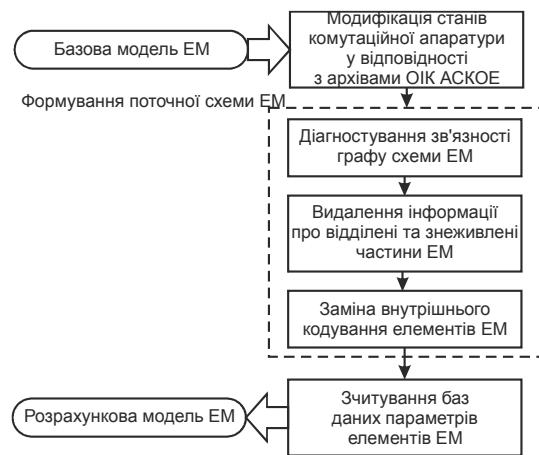 Базова модель ЕМ
Модифікація станів
комутаційної апаратури
у відповідності
з архівами ОІК АСКОЕ
Формування поточної схеми ЕМ
Діагностування зв'язності
графу схеми ЕМ
Видалення інформації
про відділені та знеживлені
частини ЕМ
Заміна внутрішнього
кодування елементів ЕМ
Розрахункова модель ЕМ
Зчитування баз
даних параметрів
елементів ЕМ